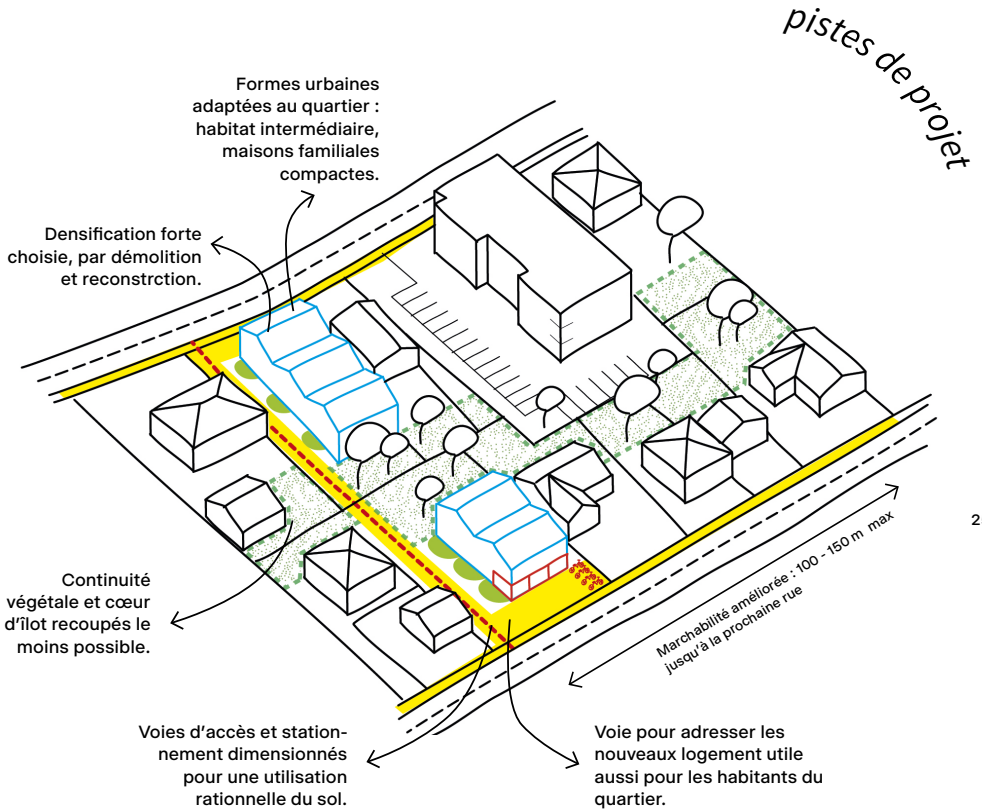 pistes de projet
Formes urbaines
adaptées au quartier :
habitat intermédiaire,
maisons familiales
compactes.
Densification forte
choisie, par démolition
et reconstrction.
2
Marchabilité améliorée : 100 - 150 m max
jusqu'à la prochaine rue
Continuité
végétale et cœur
d'îlot recoupés le
moins possible.
Voies d'accès et station-
nement dimensionnés
pour une utilisation
rationnelle du sol.
Voie pour adresser les
nouveaux logement utile
aussi pour les habitants du
quartier.